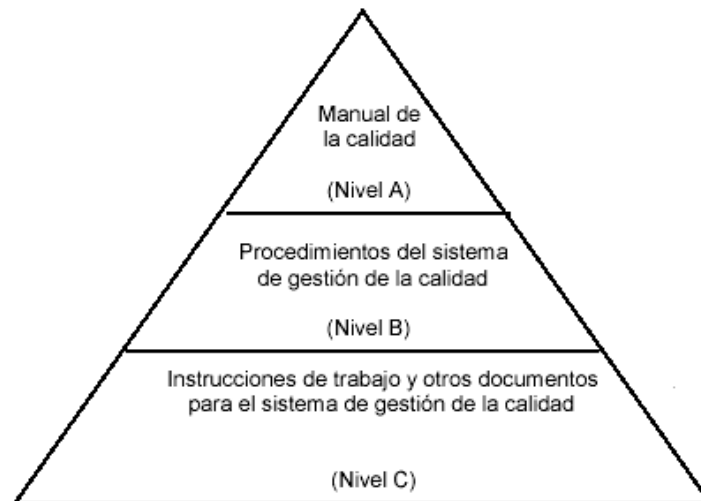 Manual de
la calidad
(Nivel A)
Procedimientos del sistema
de gestión de la calidad
(Nivel B)
Instrucciones de trabajo y otros documentos
para el sistema de gestión de la calidad
(Nivel C)